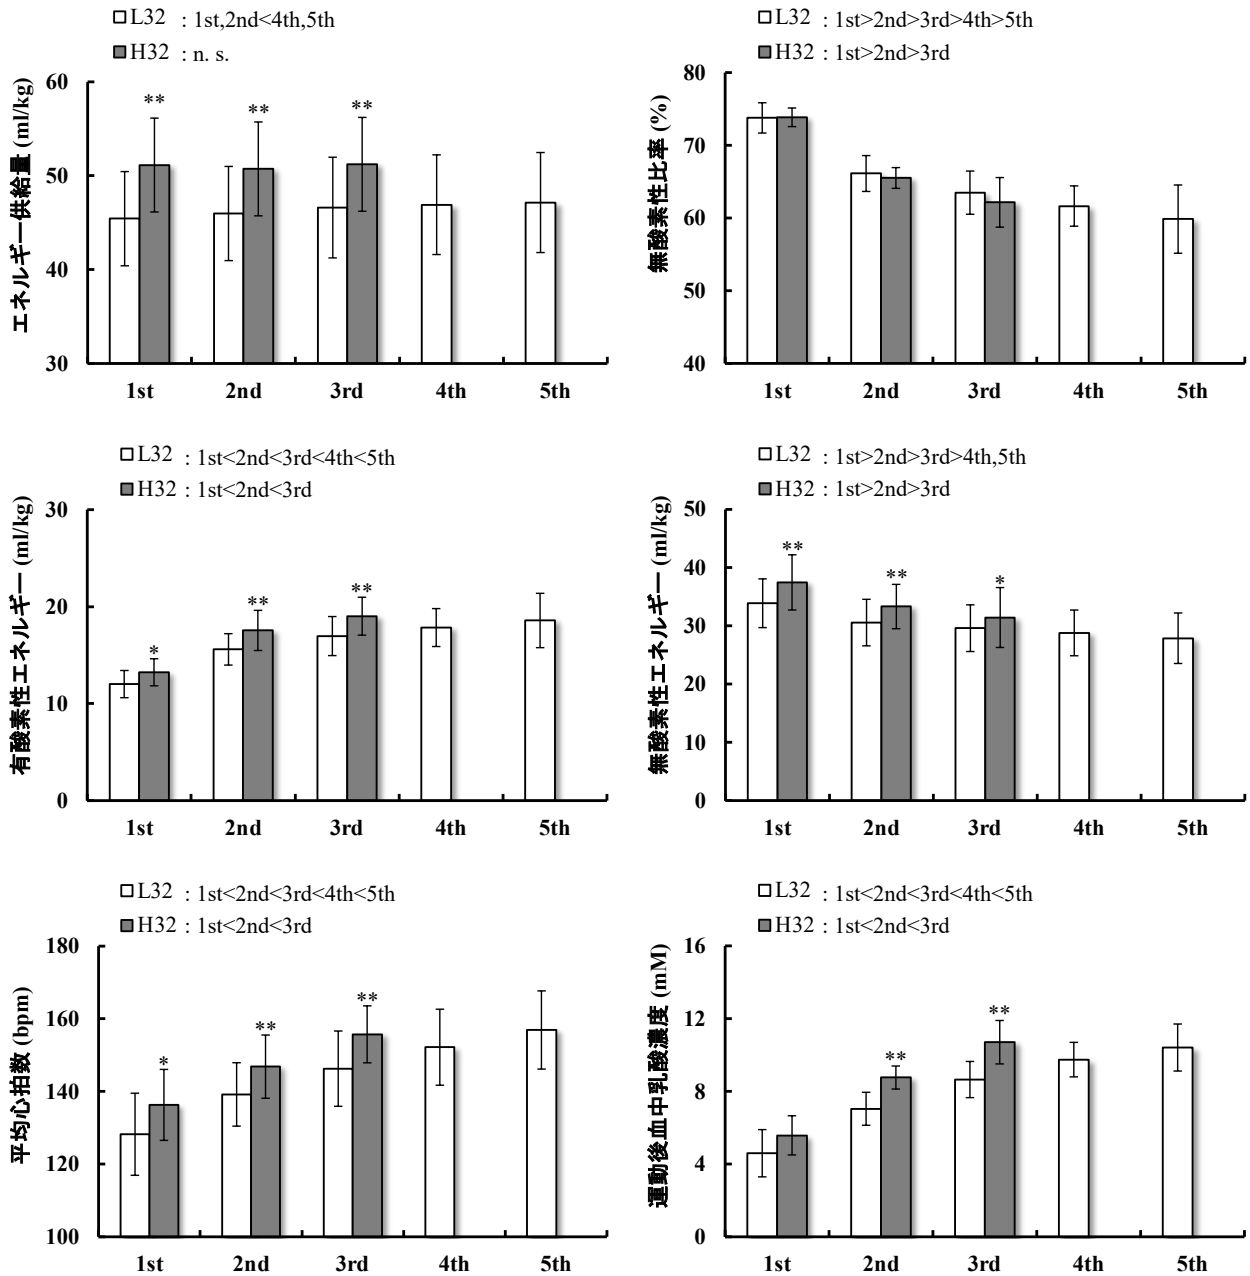 L32 : 1st,2nd<4th,5th
H32 : n. s.
エネルギー供給量 (ml/kg)
60
50
40
30
** ** **
1st 2nd 3rd 4th 5th
L32 : 1st>2nd>3rd>4th>5th
H32 : 1st>2nd>3rd
無酸素性比率 (%)
80
70
60
50
40
1st 2nd 3rd 4th 5th
L32 : 1st<2nd<3rd<4th<5th
H32 : 1st<2nd<3rd
有酸素性エネルギー (ml/kg)
30
20
10
0
* ** **
1st 2nd 3rd 4th 5th
L32 : 1st>2nd>3rd>4th,5th
H32 : 1st>2nd>3rd
無酸素性エネルギー (ml/kg)
50
40
30
20
10
0
** ** *
1st 2nd 3rd 4th 5th
L32 : 1st<2nd<3rd<4th<5th
H32 : 1st<2nd<3rd
平均心拍数 (bpm)
180
160
140
120
100
* ** **
1st 2nd 3rd 4th 5th
L32 : 1st<2nd<3rd<4th<5th
H32 : 1st<2nd<3rd
運動後血中乳酸濃度 (mM)
16
12
8
4
0
** **
1st 2nd 3rd 4th 5th